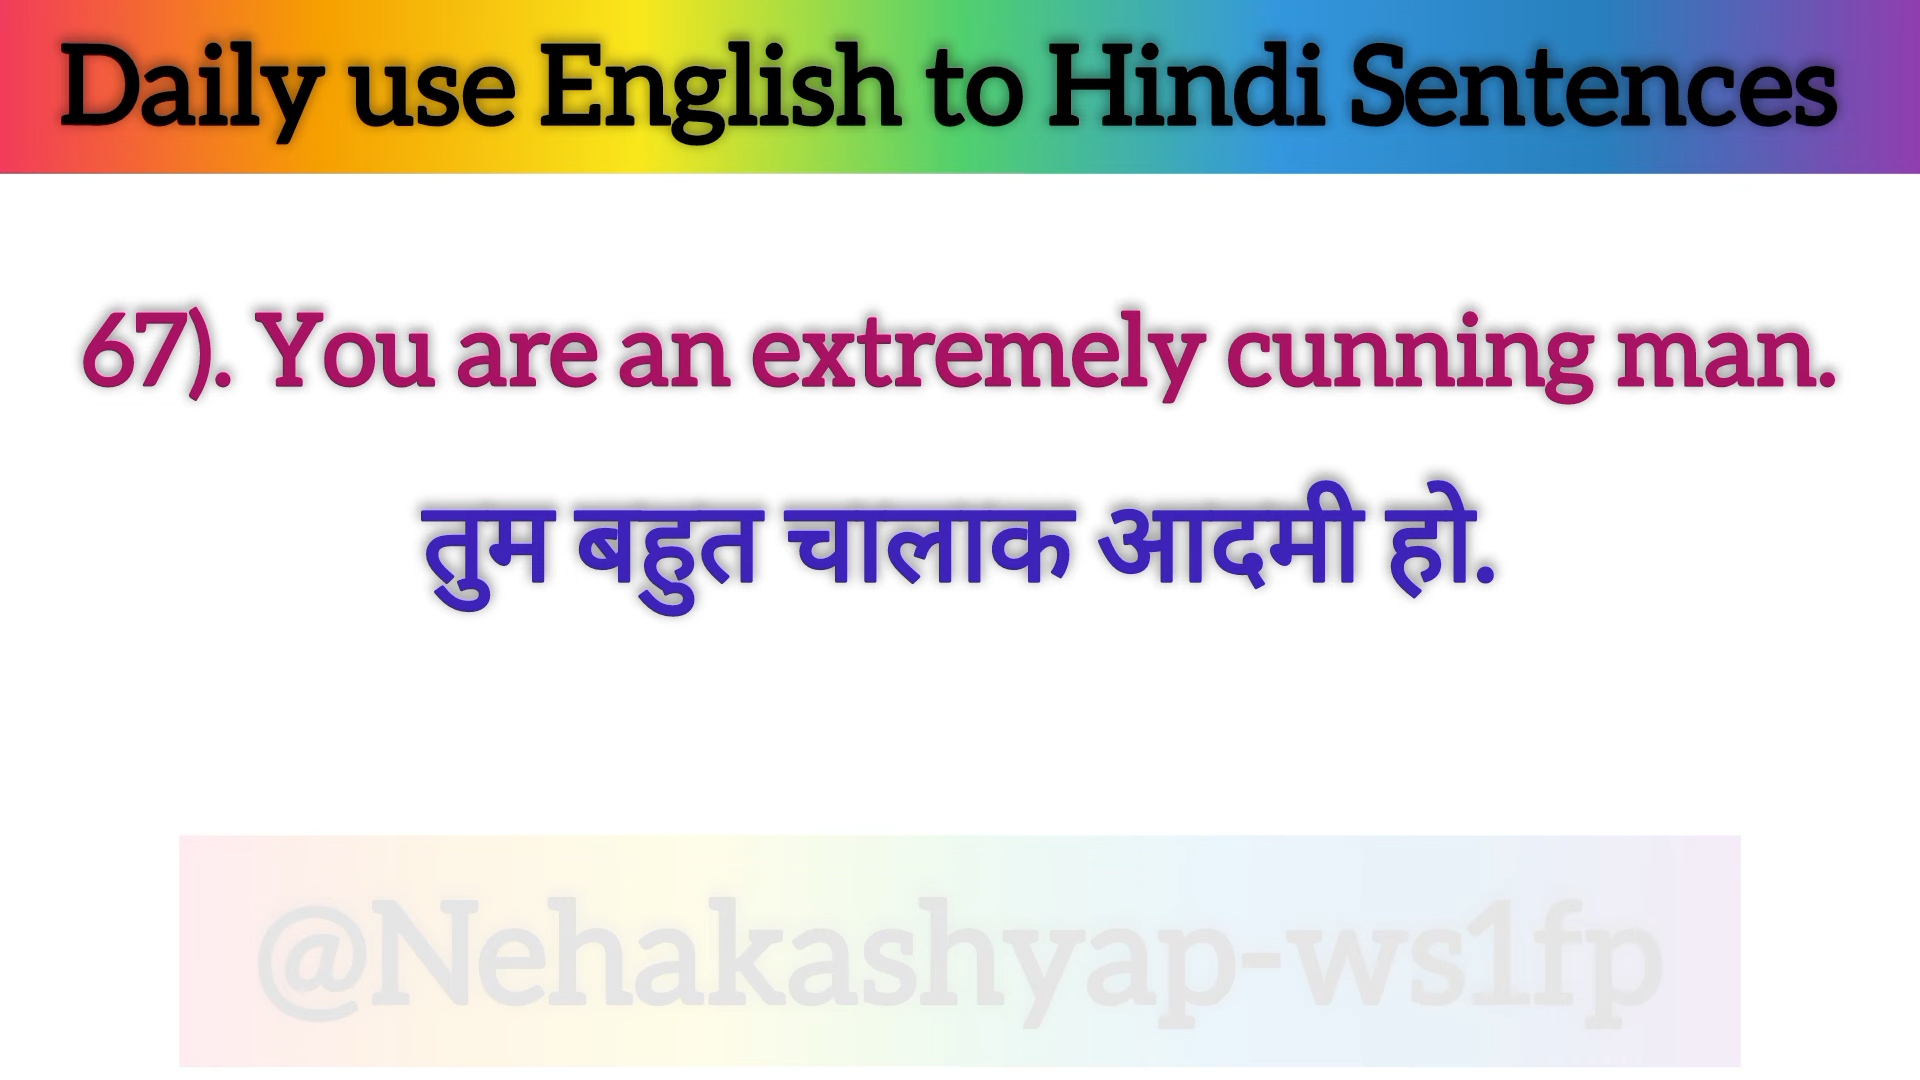 Daily use English to Hindi Sentences
67). You are an extremely cunning man.
तुम बहुत चालाक आदमी हो.
@Nehakashyap-ws1fp